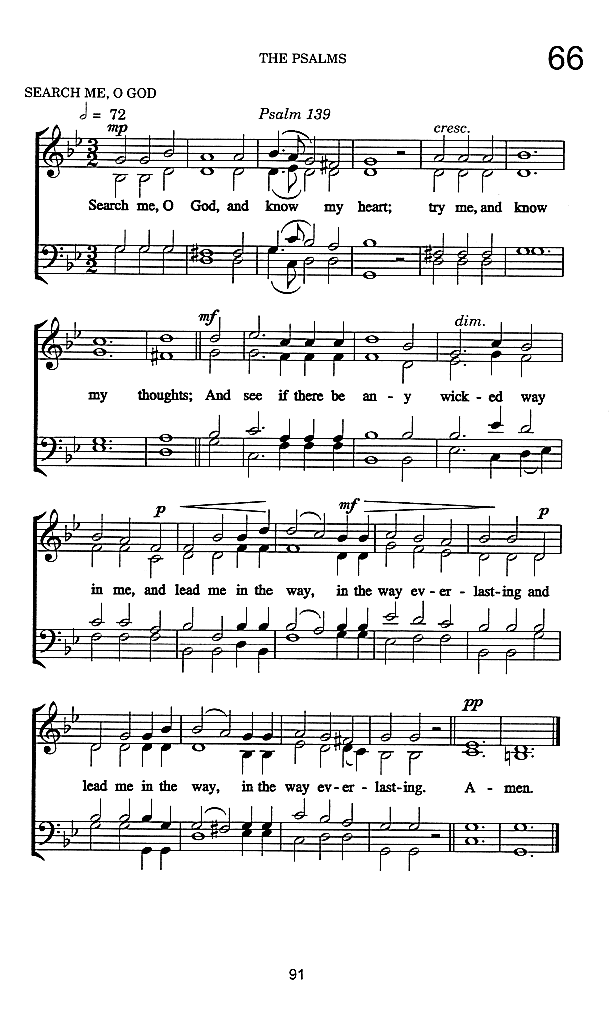 THE PSALMS
66
SEARCH ME, O GOD
= 72 Psalm 139
mp cresc.
Search me, O God, and know my heart; try me, and know
mf dim.
my thoughts; And see if there be an - y wick - ed way
p mf p
in me, and lead me in the way, in the way ev - er - last-ing and
pp
lead me in the way, in the way ev - er - last-ing. A - men.
91